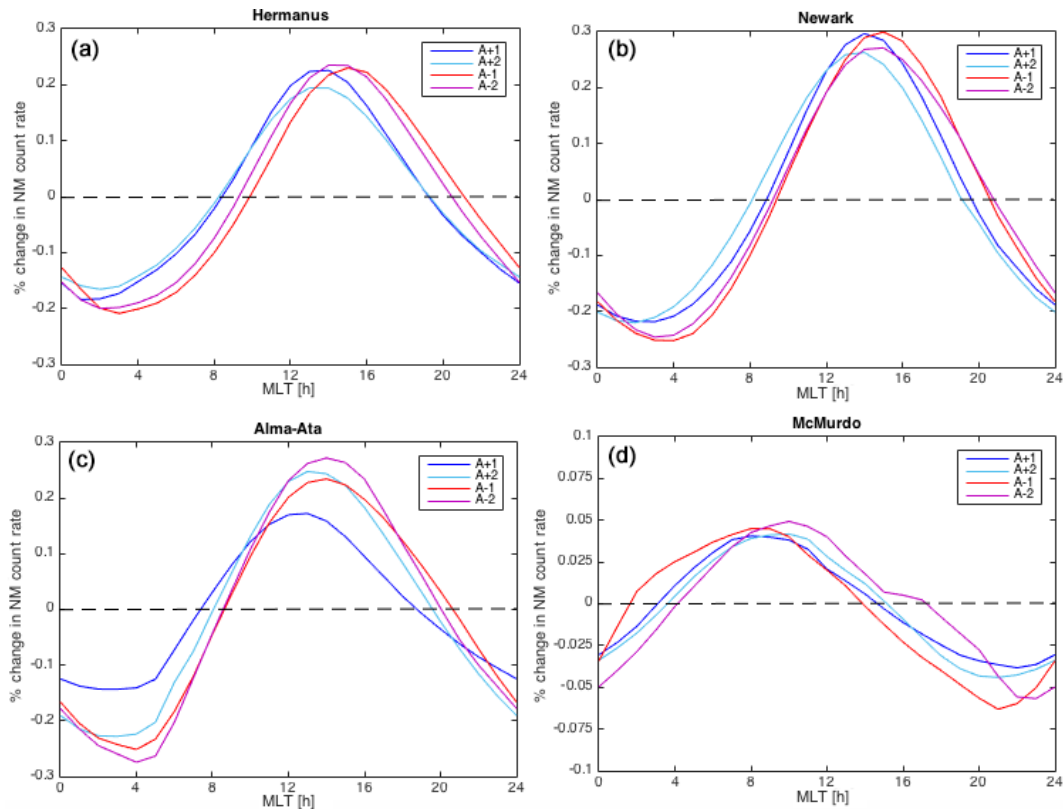 Hermanus
(a)
A+1
A+2
A-1
A-2
% change in NM count rate
0.3
0.2
0.1
0
-0.1
-0.2
-0.3
0 4 8 12 16 20 24
MLT [h]
Newark
(b)
A+1
A+2
A-1
A-2
% change in NM count rate
0.3
0.2
0.1
0
-0.1
-0.2
-0.3
0 4 8 12 16 20 24
MLT [h]
Alma-Ata
(c)
A+1
A+2
A-1
A-2
% change in NM count rate
0.3
0.2
0.1
0
-0.1
-0.2
-0.3
0 4 8 12 16 20 24
MLT [h]
McMurdo
(d)
A+1
A+2
A-1
A-2
% change in NM count rate
0.1
0.075
0.05
0.025
0
-0.025
-0.05
-0.075
-0.1
0 4 8 12 16 20 24
MLT [h]